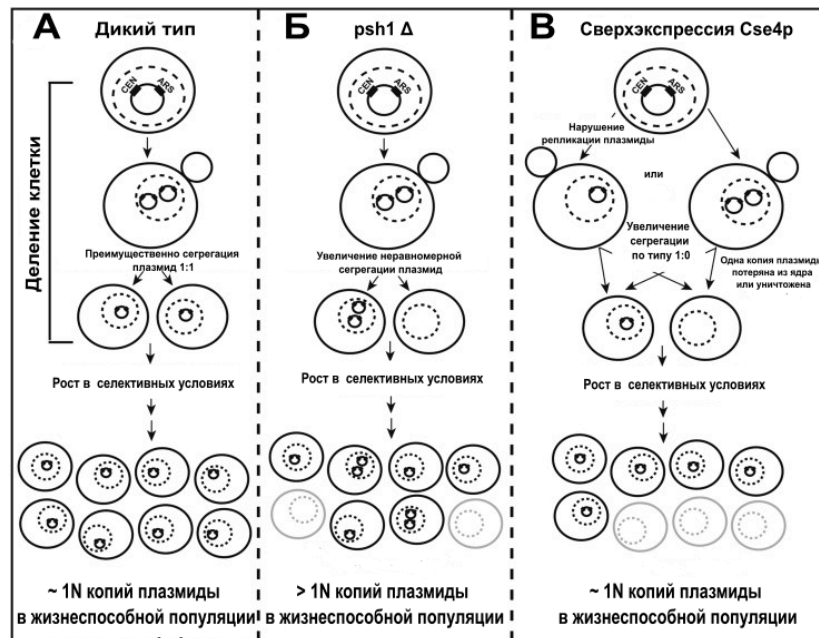 А
Дикий тип
Деление клетки
CEN
ARS
Преимущественно сегрегация
плазмид 1:1
Рост в селективных условиях
~ 1N копий плазмиды
в жизнеспособной популяции
Б
psh1 Δ
CEN
ARS
Увеличение неравномерной
сегрегации плазмид
Рост в селективных условиях
> 1N копий плазмиды
в жизнеспособной популяции
В
Сверхэкспрессия Cse4p
CEN
ARS
Нарушение
репликации плазмиды
или
Увеличение
сегрегации
по типу 1:0
Одна копия плазмиды
потеряна из ядра
или уничтожена
Рост в селективных условиях
~ 1N копий плазмиды
в жизнеспособной популяции